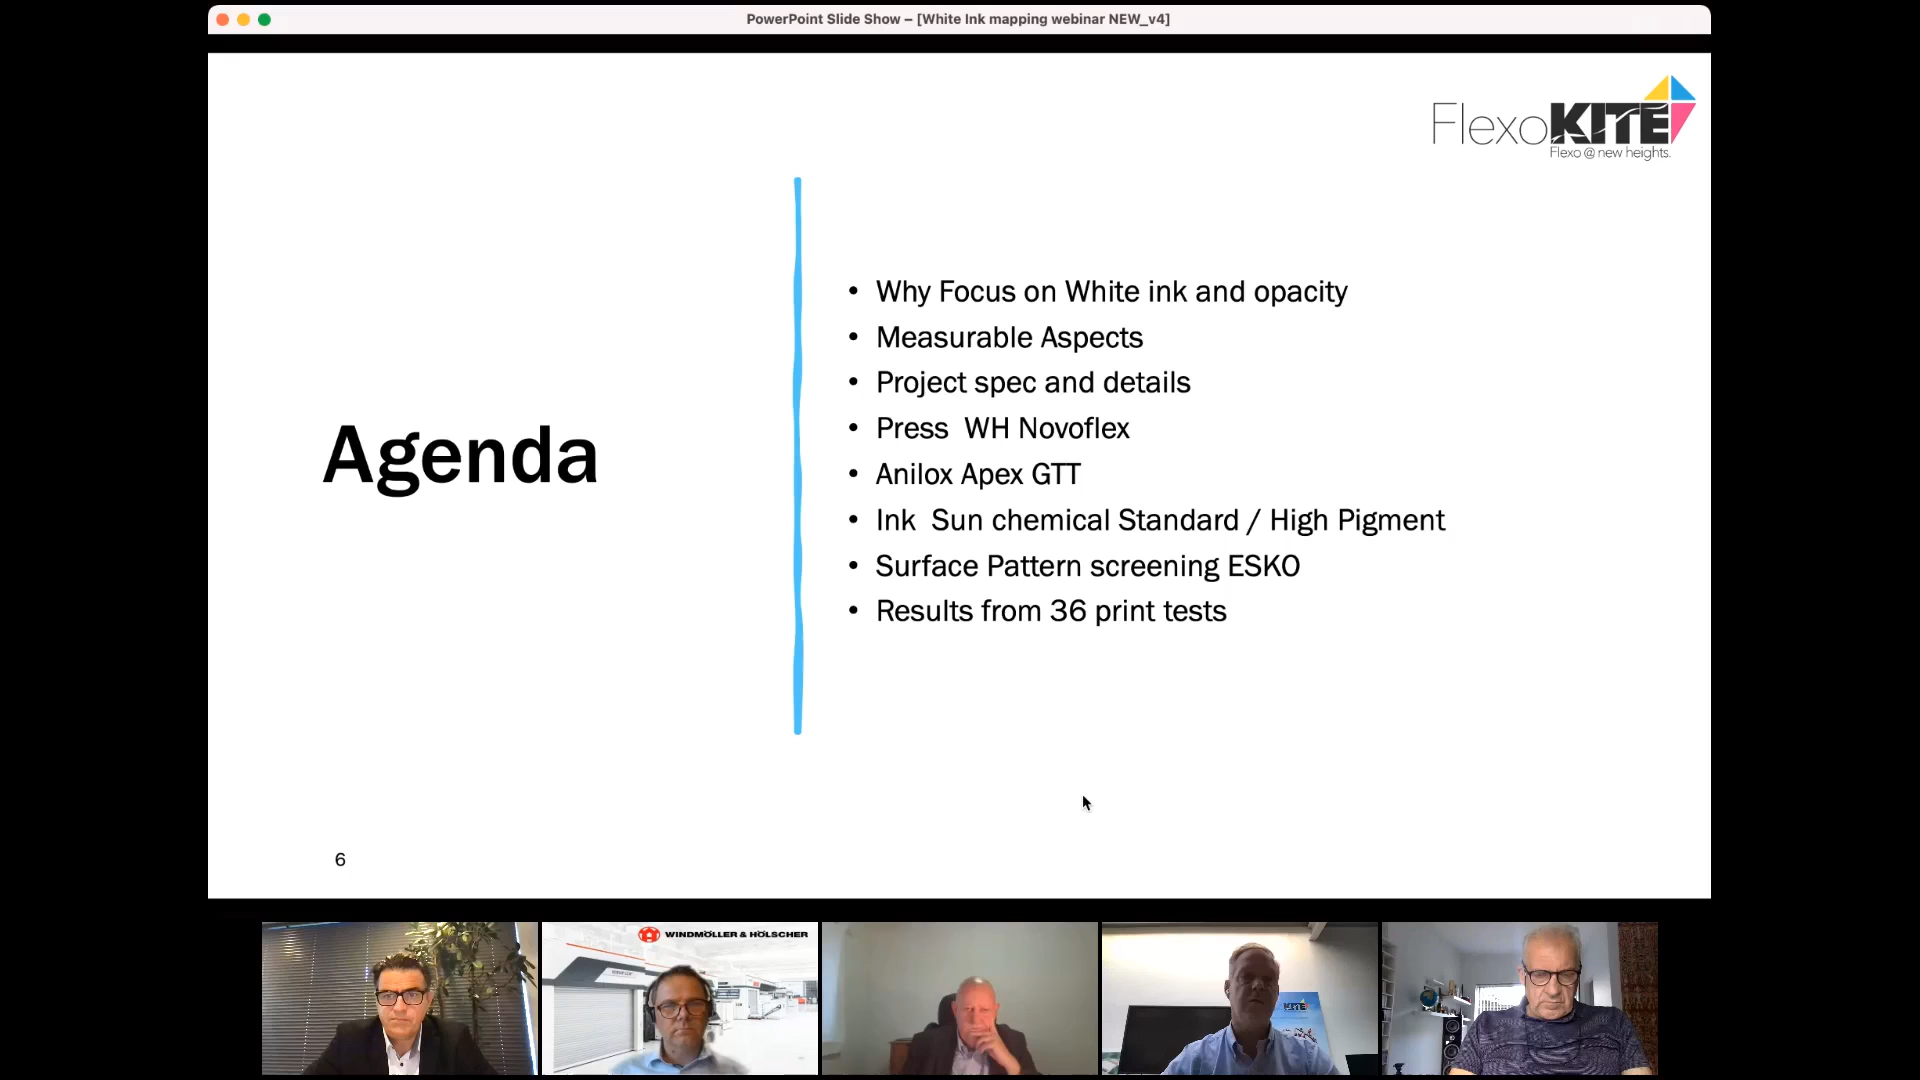 PowerPoint Slide Show – [White Ink mapping webinar NEW_v4]
FlexoKITE
Flexo @ new heights.
Agenda
• Why Focus on White ink and opacity
• Measurable Aspects
• Project spec and details
• Press  WH Novoflex
• Anilox Apex GTT
• Ink  Sun chemical Standard / High Pigment
• Surface Pattern screening ESKO
• Results from 36 print tests
6
WINDMÖLLER & HÖLSCHER
KITE